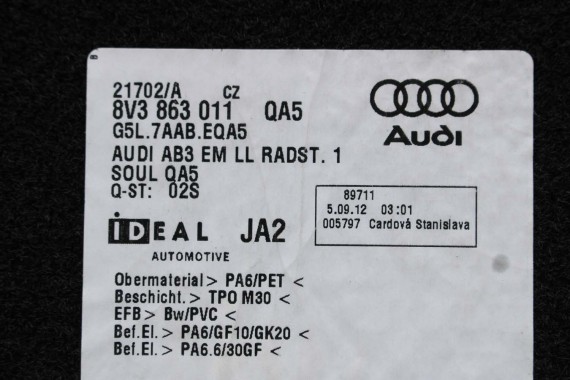 21702/A CZ
8V3 863 011 QA5
G5L.7AAB.EQA5
AUDI AB3 EM LL RADST. 1
SOUL QA5
Q-ST: 02S
Audi
89711
5.09.12 03:01
005797 Cardová Stanislava
iDEAL JA2
AUTOMOTIVE
Obermaterial> PA6/PET <
Beschicht.> TPO M30 <
EFB> Bw/PVC <
Bef.El.> PA6/GF10/GK20 <
Bef.El.> PA6.6/30GF <